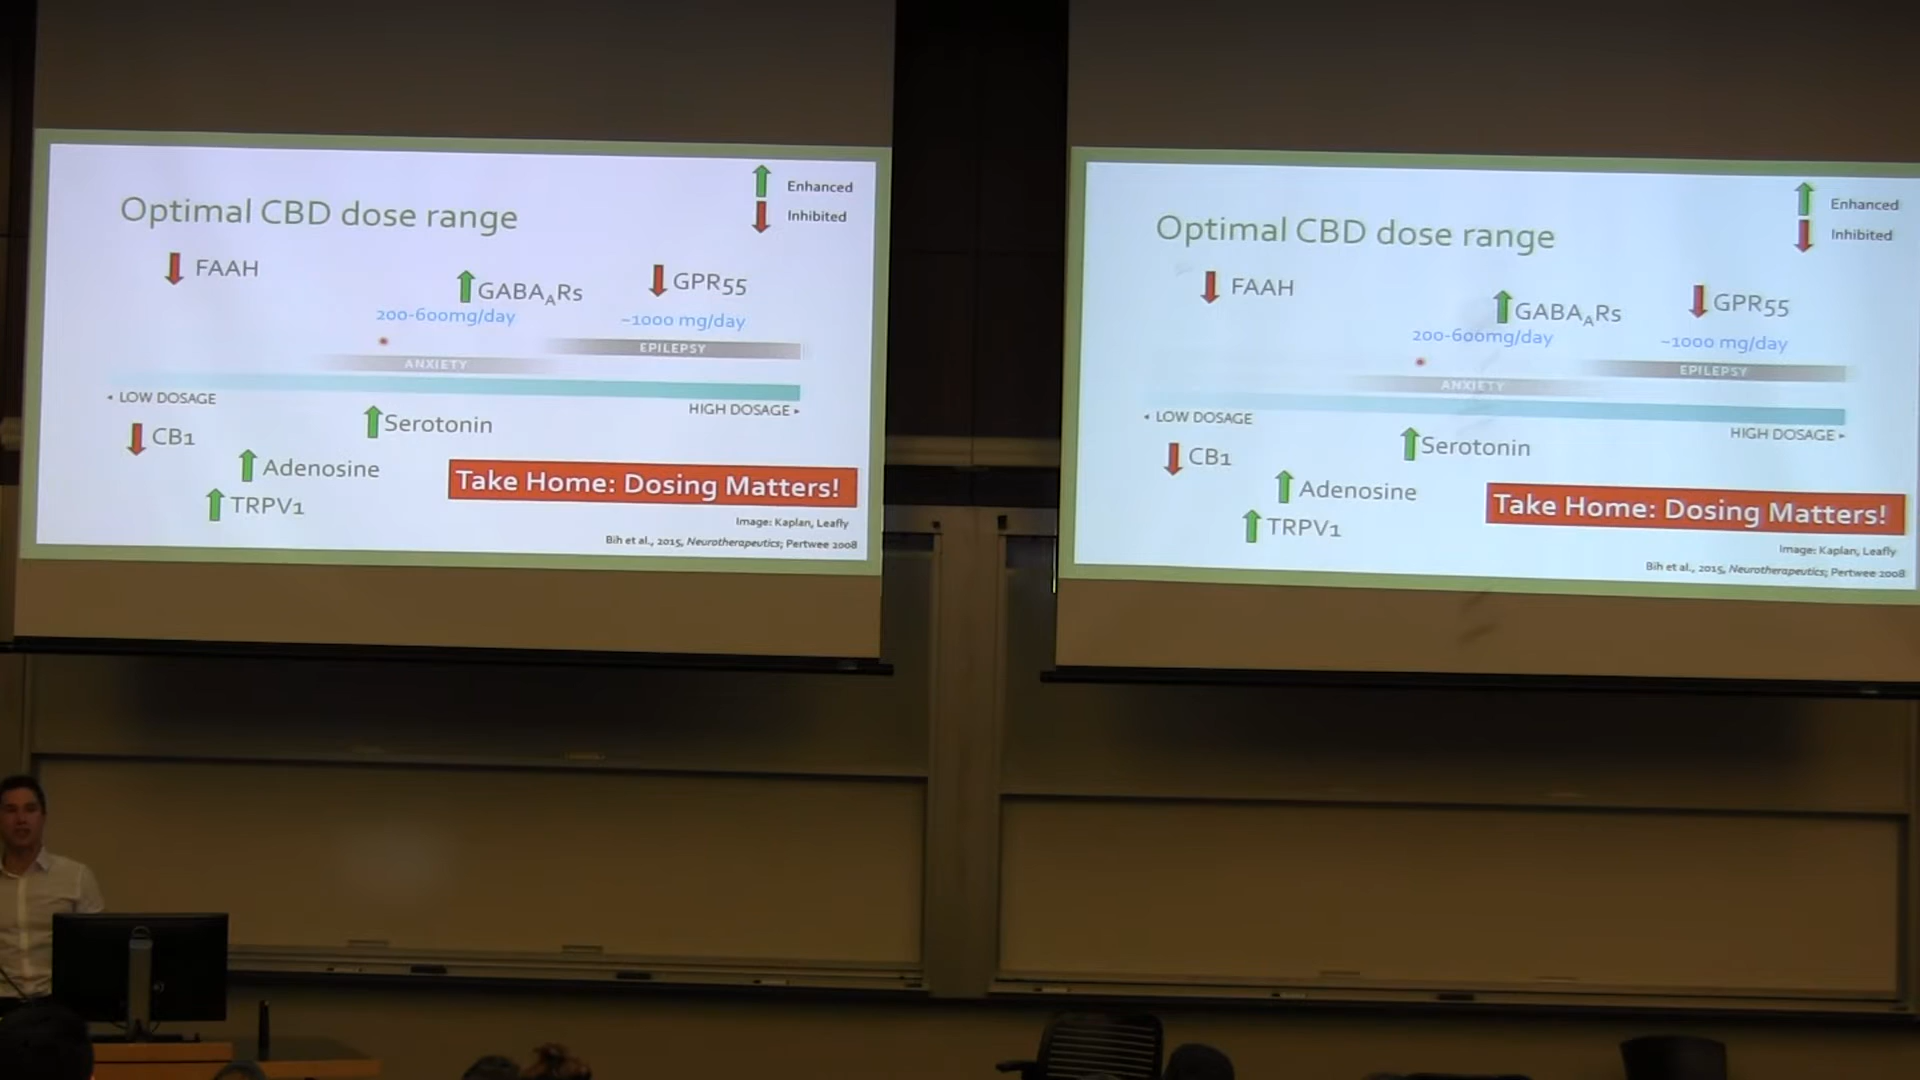 Optimal CBD dose range
Enhanced
Inhibited
FAAH
GABAARs
GPR55
200-600mg/day
~1000 mg/day
EPILEPSY
ANXIETY
◂ LOW DOSAGE
HIGH DOSAGE ▸
CB1
Serotonin
Adenosine
TRPV1
Take Home: Dosing Matters!
Image: Kaplan, Leafly
Bih et al., 2015, Neurotherapeutics; Pertwee 2008
Optimal CBD dose range
Enhanced
Inhibited
FAAH
GABAARs
GPR55
200-600mg/day
~1000 mg/day
EPILEPSY
ANXIETY
◂ LOW DOSAGE
HIGH DOSAGE ▸
CB1
Serotonin
Adenosine
TRPV1
Take Home: Dosing Matters!
Image: Kaplan, Leafly
Bih et al., 2015, Neurotherapeutics; Pertwee 2008